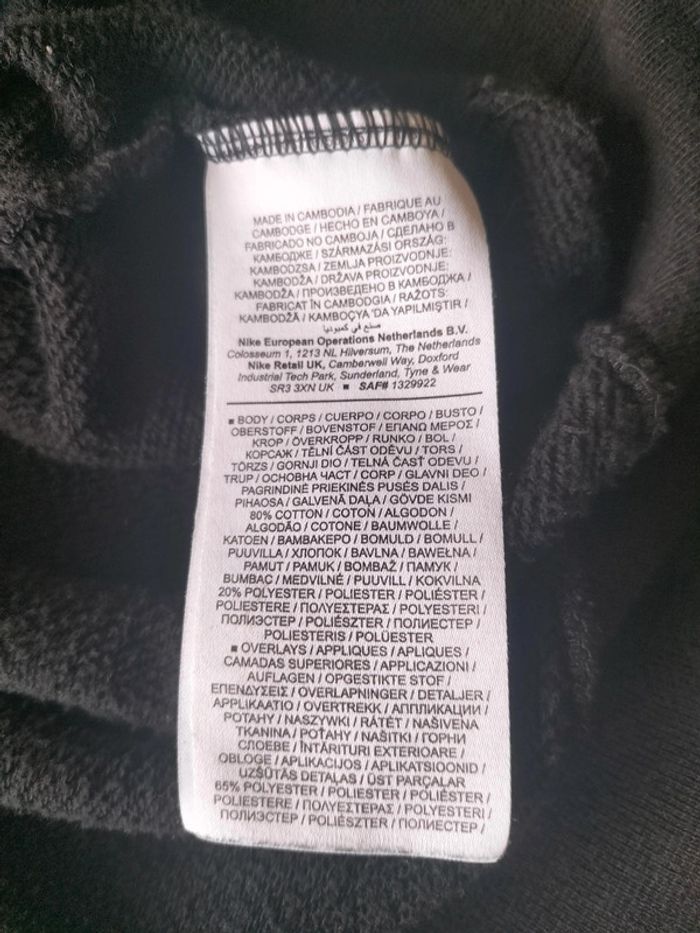 MADE IN CAMBODIA / FABRIQUE AU
CAMBODGE / HECHO EN CAMBOYA /
FABRICADO NO CAMBOJA / СДЕЛАНО В
КАМБОДЖЕ / SZÁRMAZÁSI ORSZÁG:
KAMBODZSA / ZEMLJA PROIZVODNJE:
KAMBODŽA / DRŽAVA PROIZVODNJE:
KAMBODŽA / ПРОИЗВЕДЕНО В КАМБОДЖА /
FABRICAT ÎN CAMBODGIA / RAŽOTS:
KAMBODŽĀ / KAMBOÇYA 'DA YAPILMIŞTIR /
صنع في كمبوديا
Nike European Operations Netherlands B.V.
Colosseum 1, 1213 NL Hilversum, The Netherlands
Nike Retail UK, Camberwell Way, Doxford
Industrial Tech Park, Sunderland, Tyne & Wear
SR3 3XN UK ■ SAF# 1329922
■ BODY / CORPS / CUERPO / CORPO / BUSTO /
OBERSTOFF / BOVENSTOF / ΕΠΑΝΩ ΜΕΡΟΣ /
KROP / ÖVERKROPP / RUNKO / BOL /
КОРСАЖ / TĚLNÍ ČÁST ODĚVU / TORS /
TÖRZS / GORNJI DIO / TELNÁ ČASŤ ODEVU /
TRUP / ОСНОВНА ЧАСТ / CORP / GLAVNI DEO /
PAGRINDINĖ PRIEKINĖS PUSĖS DALIS /
PIHAOSA / GALVENĀ DAĻA / GÖVDE KISMI
80% COTTON / COTON / ALGODON /
ALGODÃO / COTONE / BAUMWOLLE /
KATOEN / ΒΑΜΒΑΚΕΡΟ / BOMULD / BOMULL /
PUUVILLA / ХЛОПОК / BAVLNA / BAWEŁNA /
PAMUT / PAMUK / BOMBAŽ / ПАМУК /
BUMBAC / MEDVILNĖ / PUUVILL / KOKVILNA
20% POLYESTER / POLIESTER / POLIÉSTER /
POLIESTERE / ΠΟΛΥΕΣΤΕΡΑΣ / POLYESTERI /
ПОЛИЭСТЕР / POLIÉSZTER / ПОЛИЕСТЕР /
POLIESTERIS / POLÜESTER
■ OVERLAYS / APPLIQUES / APLIQUES /
CAMADAS SUPERIORES / APPLICAZIONI /
AUFLAGEN / OPGESTIKTE STOF /
ΕΠΕΝΔΥΣΕΙΣ / OVERLAPNINGER / DETALJER /
APPLIKAATIO / OVERTREKK / АППЛИКАЦИИ /
POTAHY / NASZYWKI / RÁTÉT / NAŠIVENA
TKANINA / POŤAHY / NAŠITKI / ГОРНИ
СЛОЕВЕ / ÎNTĂRITURI EXTERIOARE /
OBLOGE / APLIKACIJOS / APLIKATSIOONID /
UZŠŪTĀS DETAĻAS / ÜST PARÇALAR
65% POLYESTER / POLIESTER / POLIÉSTER /
POLIESTERE / ΠΟΛΥΕΣΤΕΡΑΣ / POLYESTERI /
ПОЛИЭСТЕР / POLIÉSZTER / ПОЛИЕСТЕР /